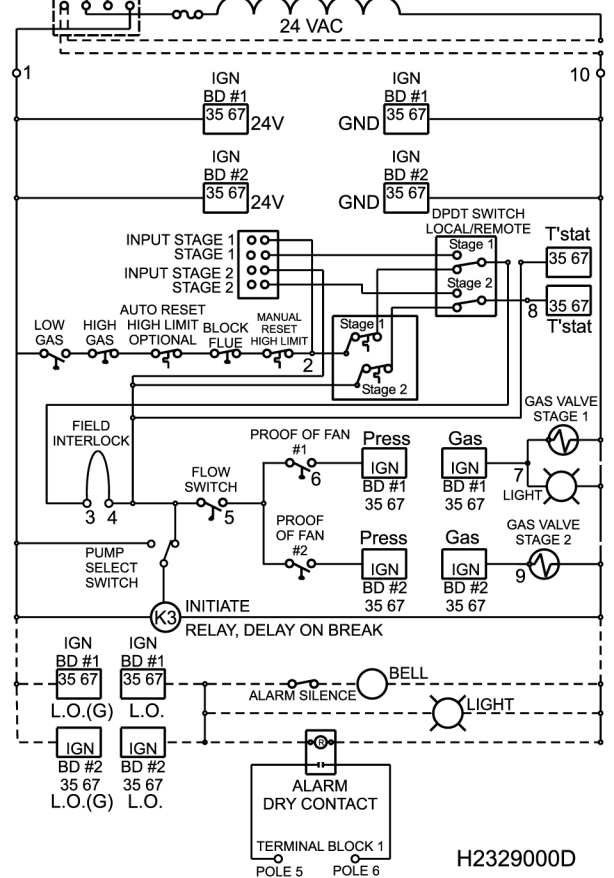 24 VAC
1
10
IGN
BD #1
35 67
24V
IGN
BD #1
35 67
GND
IGN
BD #2
35 67
24V
IGN
BD #2
35 67
GND
DPDT SWITCH
LOCAL/REMOTE
Stage 1
Stage 2
T'stat
35 67
8
35 67
T'stat
INPUT STAGE 1
STAGE 1
INPUT STAGE 2
STAGE 2
LOW
GAS
HIGH
GAS
AUTO RESET
HIGH LIMIT
OPTIONAL
BLOCK
FLUE
MANUAL
RESET
HIGH LIMIT
2
Stage 1
Stage 2
FIELD
INTERLOCK
3
4
FLOW
SWITCH
5
PROOF OF FAN
#1
6
Press
IGN
BD #1
35 67
Gas
IGN
BD #1
35 67
7
GAS VALVE
STAGE 1
LIGHT
PROOF
OF FAN
#2
Press
IGN
BD #2
35 67
Gas
IGN
BD #2
35 67
9
GAS VALVE
STAGE 2
PUMP
SELECT
SWITCH
K3
INITIATE
RELAY, DELAY ON BREAK
IGN
BD #1
35 67
L.O.(G)
IGN
BD #1
35 67
L.O.
ALARM SILENCE
BELL
LIGHT
IGN
BD #2
35 67
L.O.(G)
IGN
BD #2
35 67
L.O.
R
ALARM
DRY CONTACT
TERMINAL BLOCK 1
POLE 5
POLE 6
H2329000D